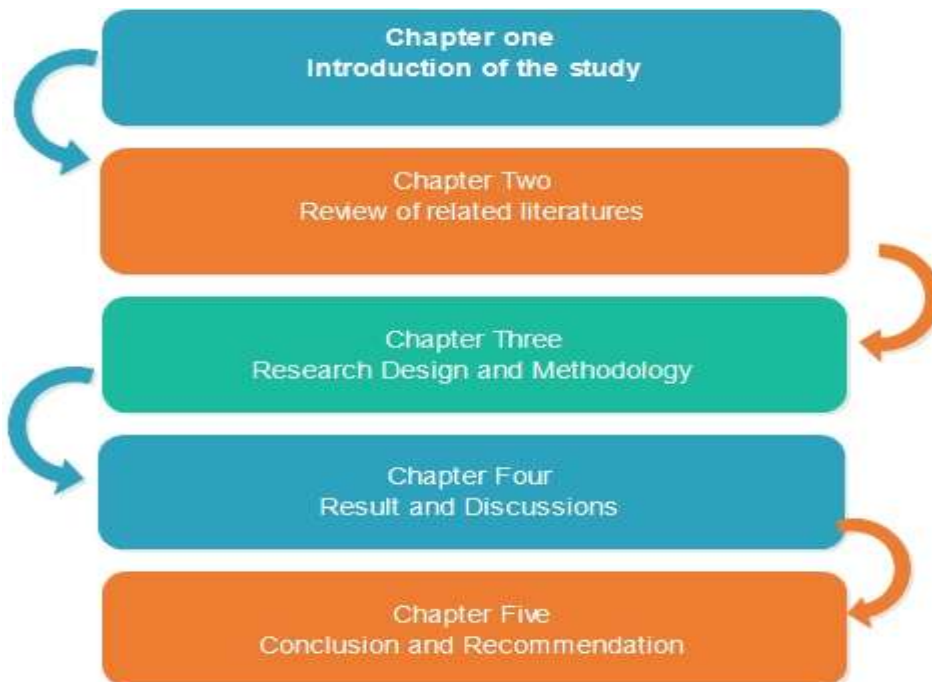 Chapter one
Introduction of the study
Chapter Two
Review of related literatures
Chapter Three
Research Design and Methodology
Chapter Four
Result and Discussions
Chapter Five
Conclusion and Recommendation